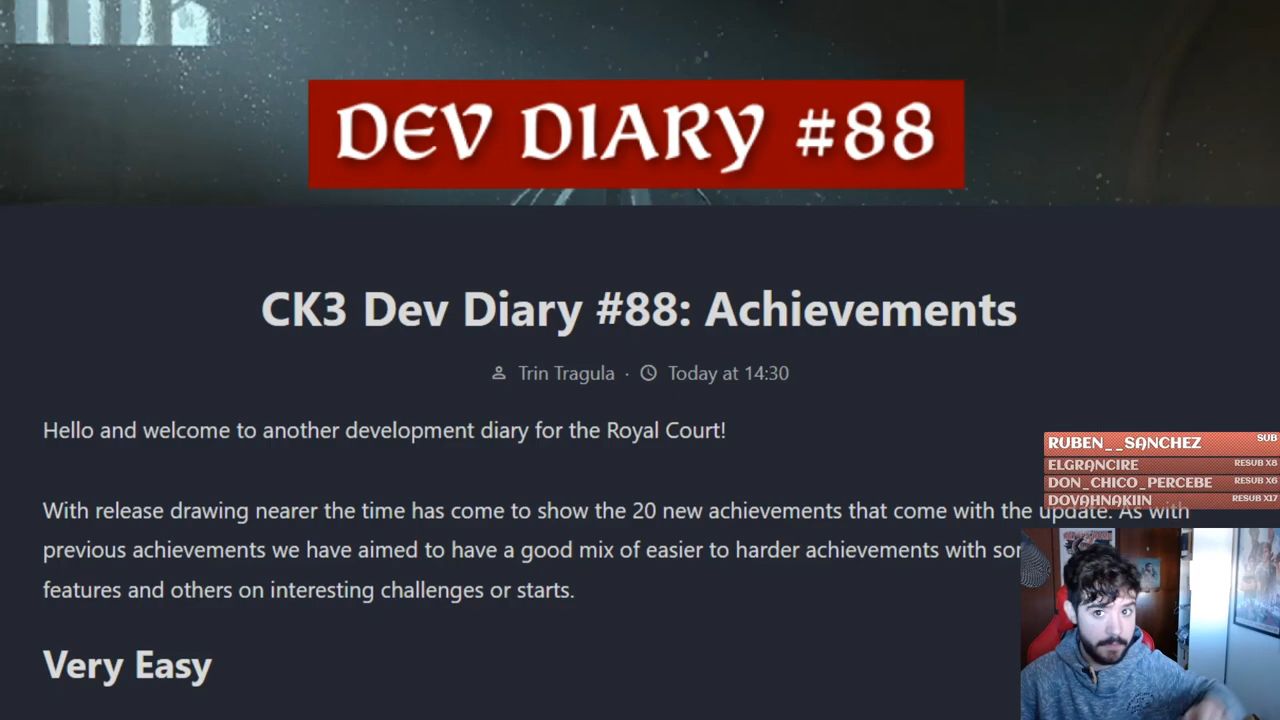 DEV DIARY #88
CK3 Dev Diary #88: Achievements
Trin Tragula · Today at 14:30
Hello and welcome to another development diary for the Royal Court!
RUBEN__SANCHEZ SUB
ELGRANCIRE RESUB X8
DON_CHICO_PERCEBE RESUB X6
DOVAHNAKIIN RESUB X17
With release drawing nearer the time has come to show the 20 new achievements that come with the update. As with
previous achievements we have aimed to have a good mix of easier to harder achievements with
features and others on interesting challenges or starts.
Very Easy